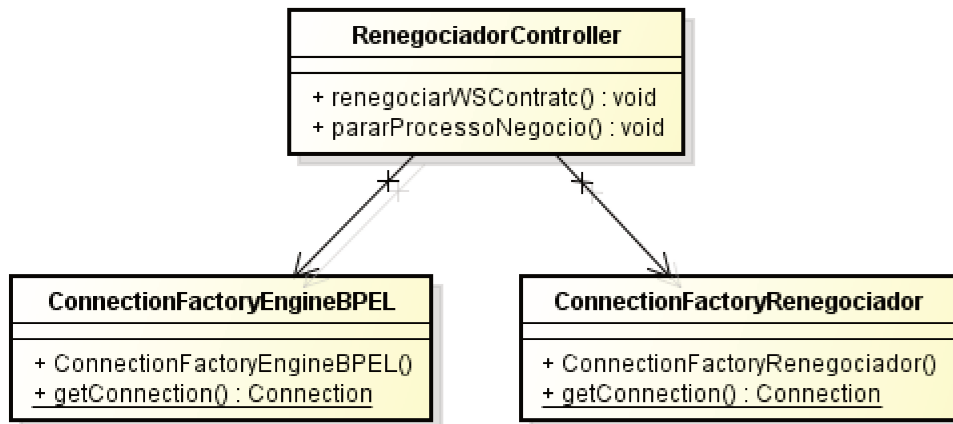 RenegociadorController
+ renegociarWSContratc() : void
+ pararProcessoNegocio() : void
ConnectionFactoryEngineBPEL
+ ConnectionFactoryEngineBPEL()
+ getConnection() : Connection
ConnectionFactoryRenegociador
+ ConnectionFactoryRenegociador()
+ getConnection() : Connection